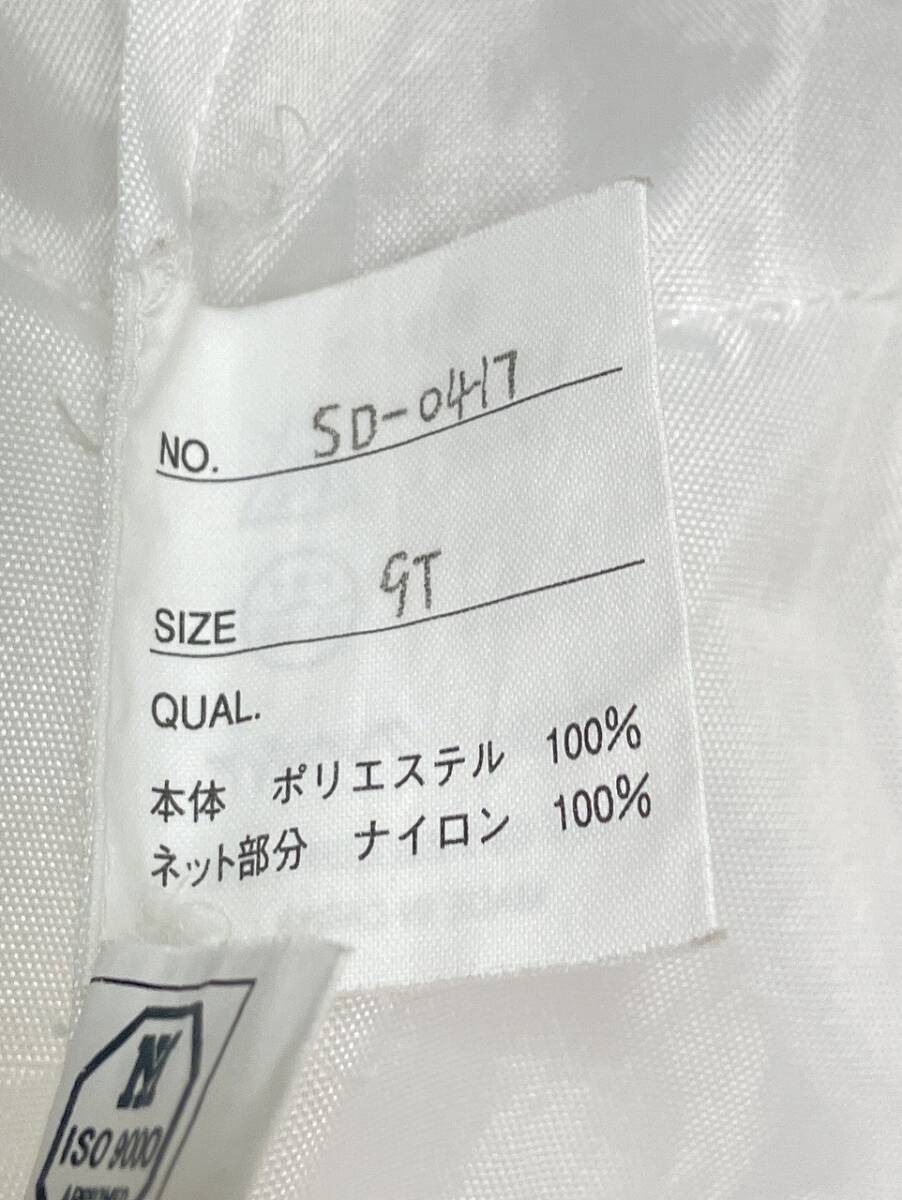 NO. SD-0417
SIZE 9T
QUAL.
本体 ポリエステル 100%
ネット部分 ナイロン 100%
N
ISO 9000